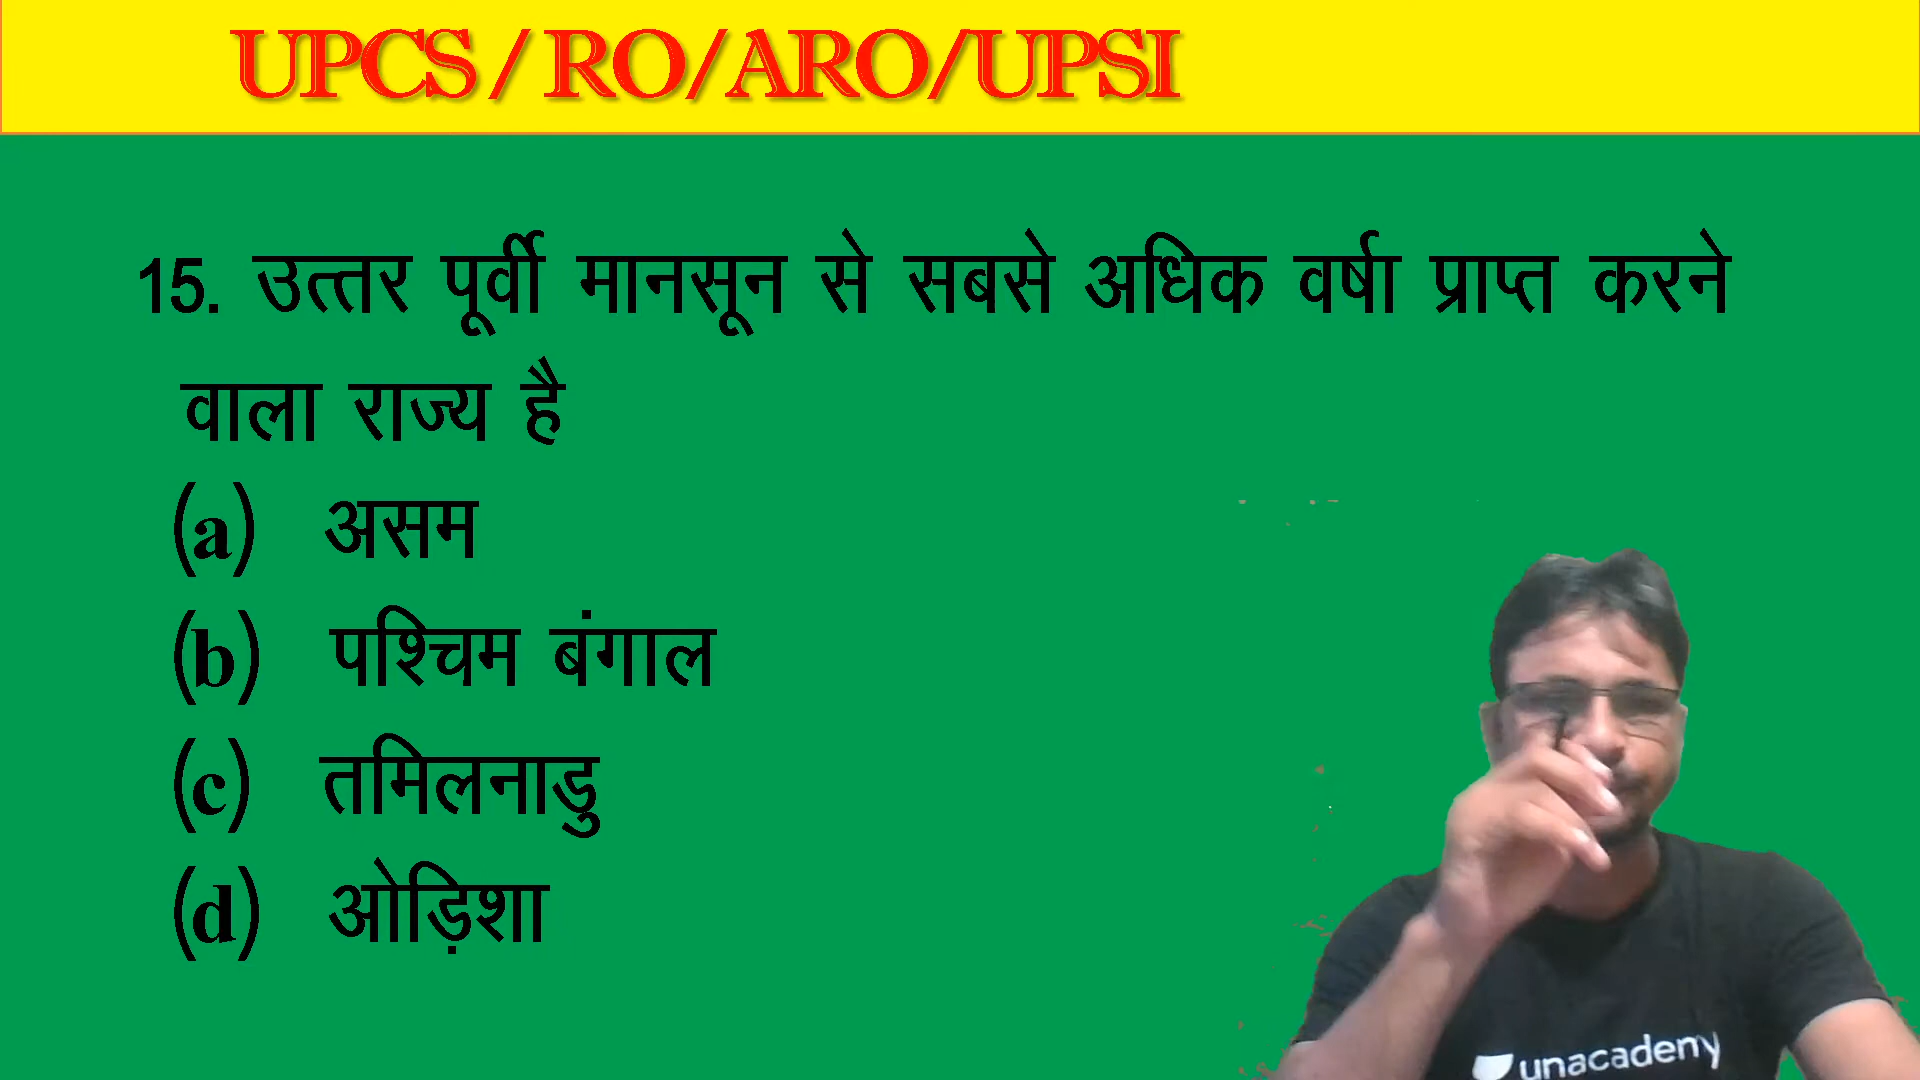 UPCS / RO/ARO/UPSI
15. उत्तर पूर्वी मानसून से सबसे अधिक वर्षा प्राप्त करने
वाला राज्य है
(a) असम
(b) पश्चिम बंगाल
(c) तमिलनाडु
(d) ओड़िशा
unacademy